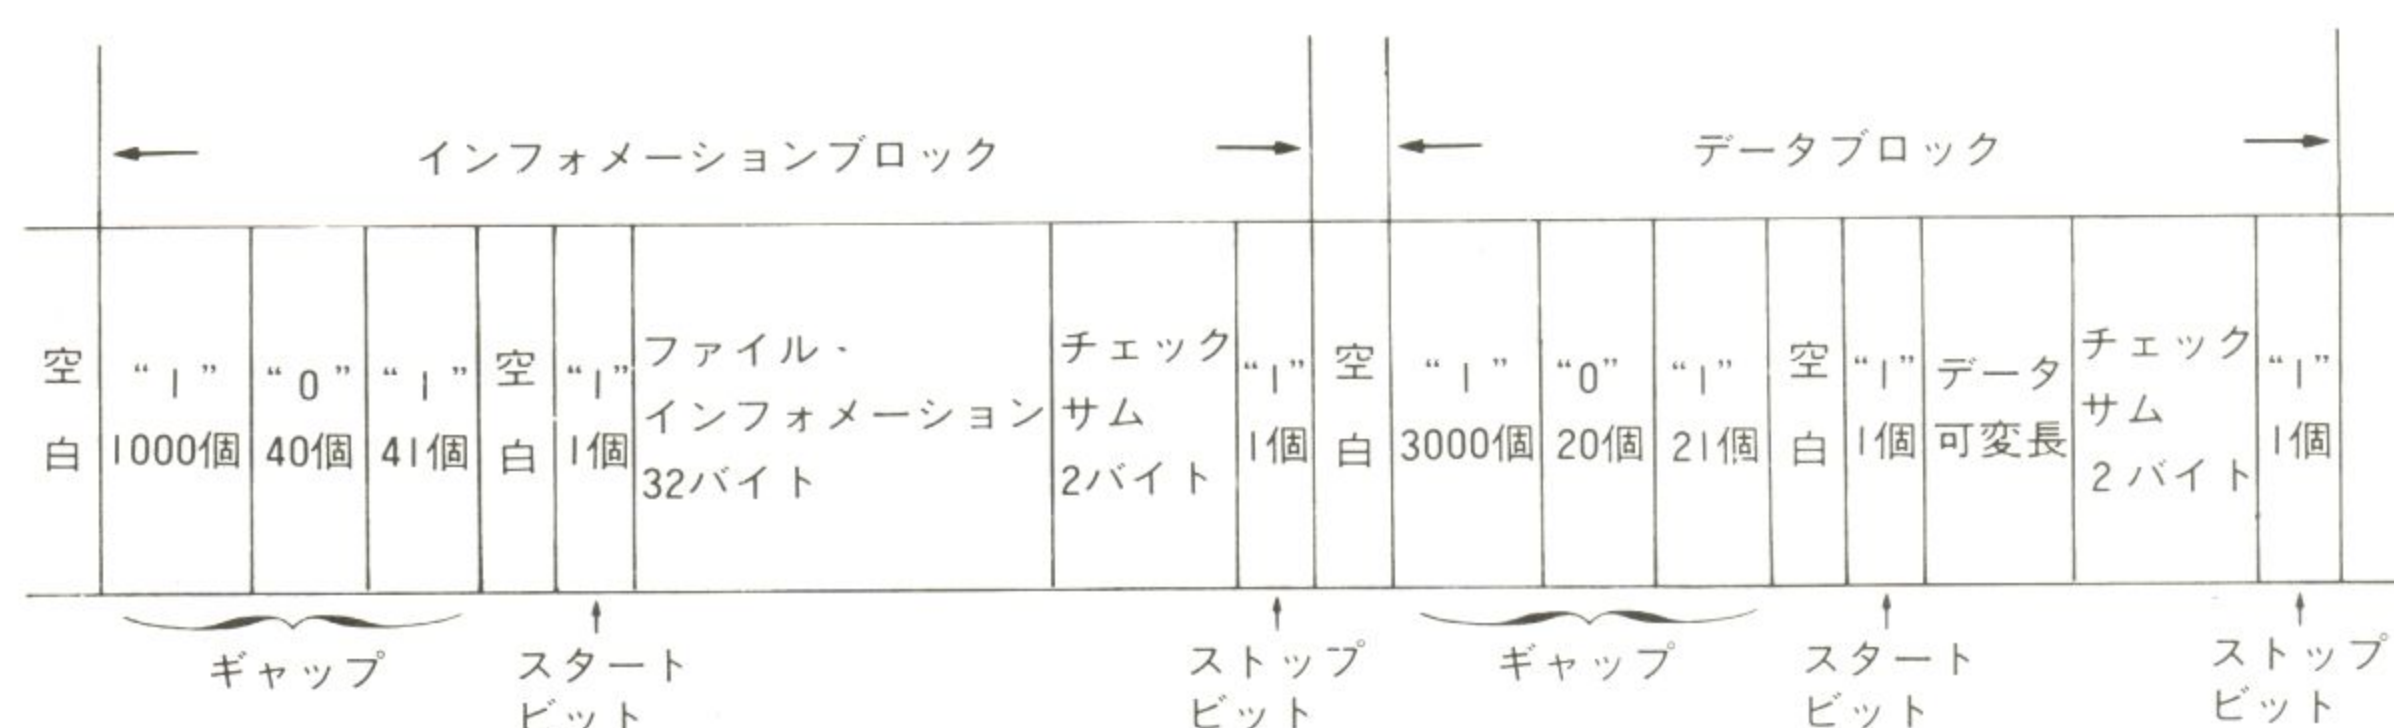 インフォメーションブロック
データブロック
空白
“1”
1000個
“0”
40個
“1”
41個
空白
“1”
1個
ファイル・
インフォメーション
32バイト
チェック
サム
2バイト
“1”
1個
空白
“1”
3000個
“0”
20個
“1”
21個
空白
“1”
1個
データ
可変長
チェック
サム
2バイト
“1”
1個
ギャップ
スタート
ビット
ストップ
ビット
ギャップ
スタート
ビット
ストップ
ビット